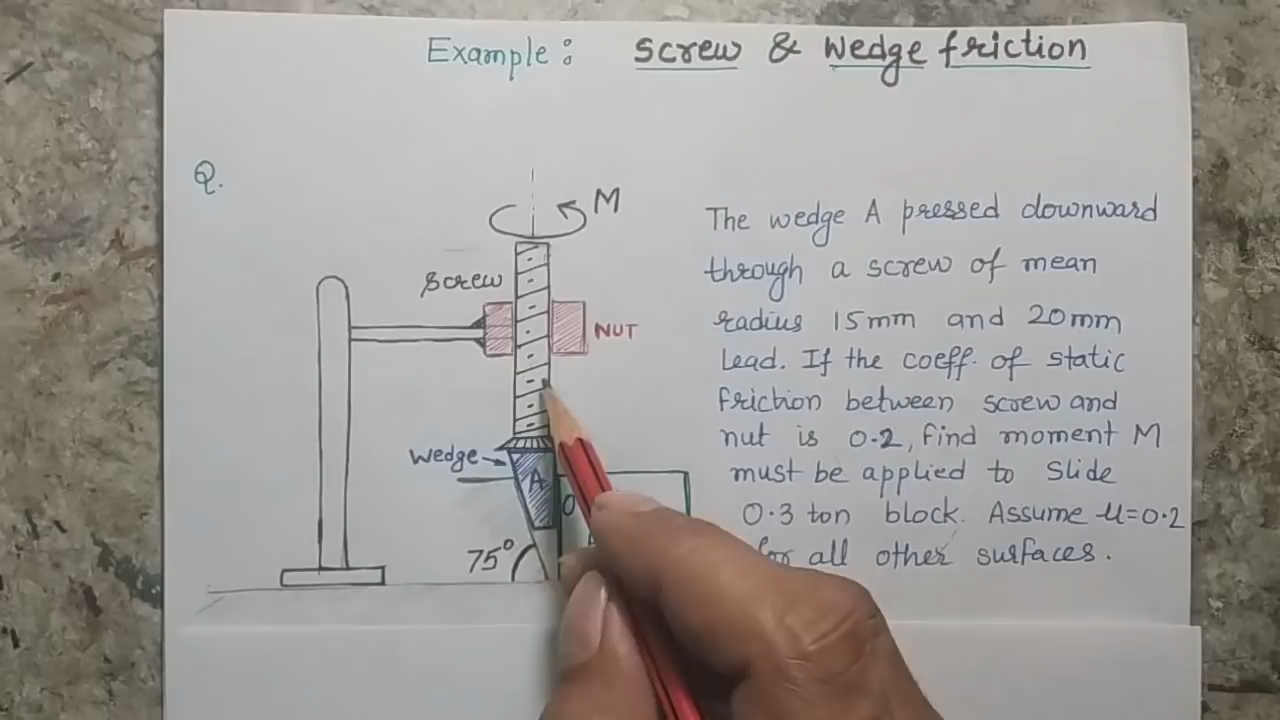 Example: Screw & Wedge friction
Q.
M
Screw
NUT
Wedge
A
75°
The wedge A pressed downward
through a screw of mean
radius 15mm and 20mm
Lead. If the coeff. of static
friction between screw and
nut is 0.2, find moment M
must be applied to slide
0.3 ton block. Assume μ=0.2
for all other surfaces.